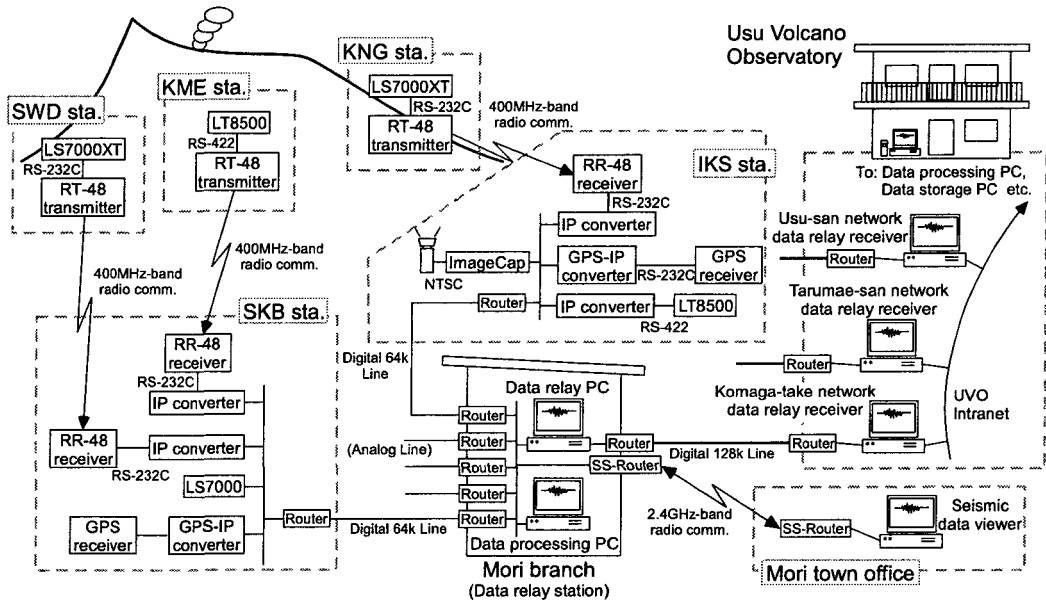 KNG sta.
LS7000XT
RS-232C
RT-48
transmitter
400MHz-band
radio comm.
KME sta.
LT8500
RS-422
RT-48
transmitter
SWD sta.
LS7000XT
RS-232C
RT-48
transmitter
400MHz-band
radio comm.
400MHz-band
radio comm.
Usu Volcano
Observatory
To: Data processing PC,
Data storage PC etc.
IKS sta.
RR-48
receiver
RS-232C
IP converter
NTSC
ImageCap
GPS-IP
converter
RS-232C
GPS
receiver
Router
IP converter
RS-422
LT8500
Usu-san network
data relay receiver
Router
Tarumae-san network
data relay receiver
Router
Komaga-take network
data relay receiver
Router
UVO
Intranet
SKB sta.
RR-48
receiver
RS-232C
IP converter
RR-48
receiver
RS-232C
IP converter
LS7000
GPS
receiver
GPS-IP
converter
Router
Digital 64k Line
Digital 64k
Line
(Analog Line)
Router
Router
Router
Router
Router
Data relay PC
Router
SS-Router
Data processing PC
Digital 128k Line
Mori branch
(Data relay station)
2.4GHz-band
radio comm.
SS-Router
Seismic
data viewer
Mori town office